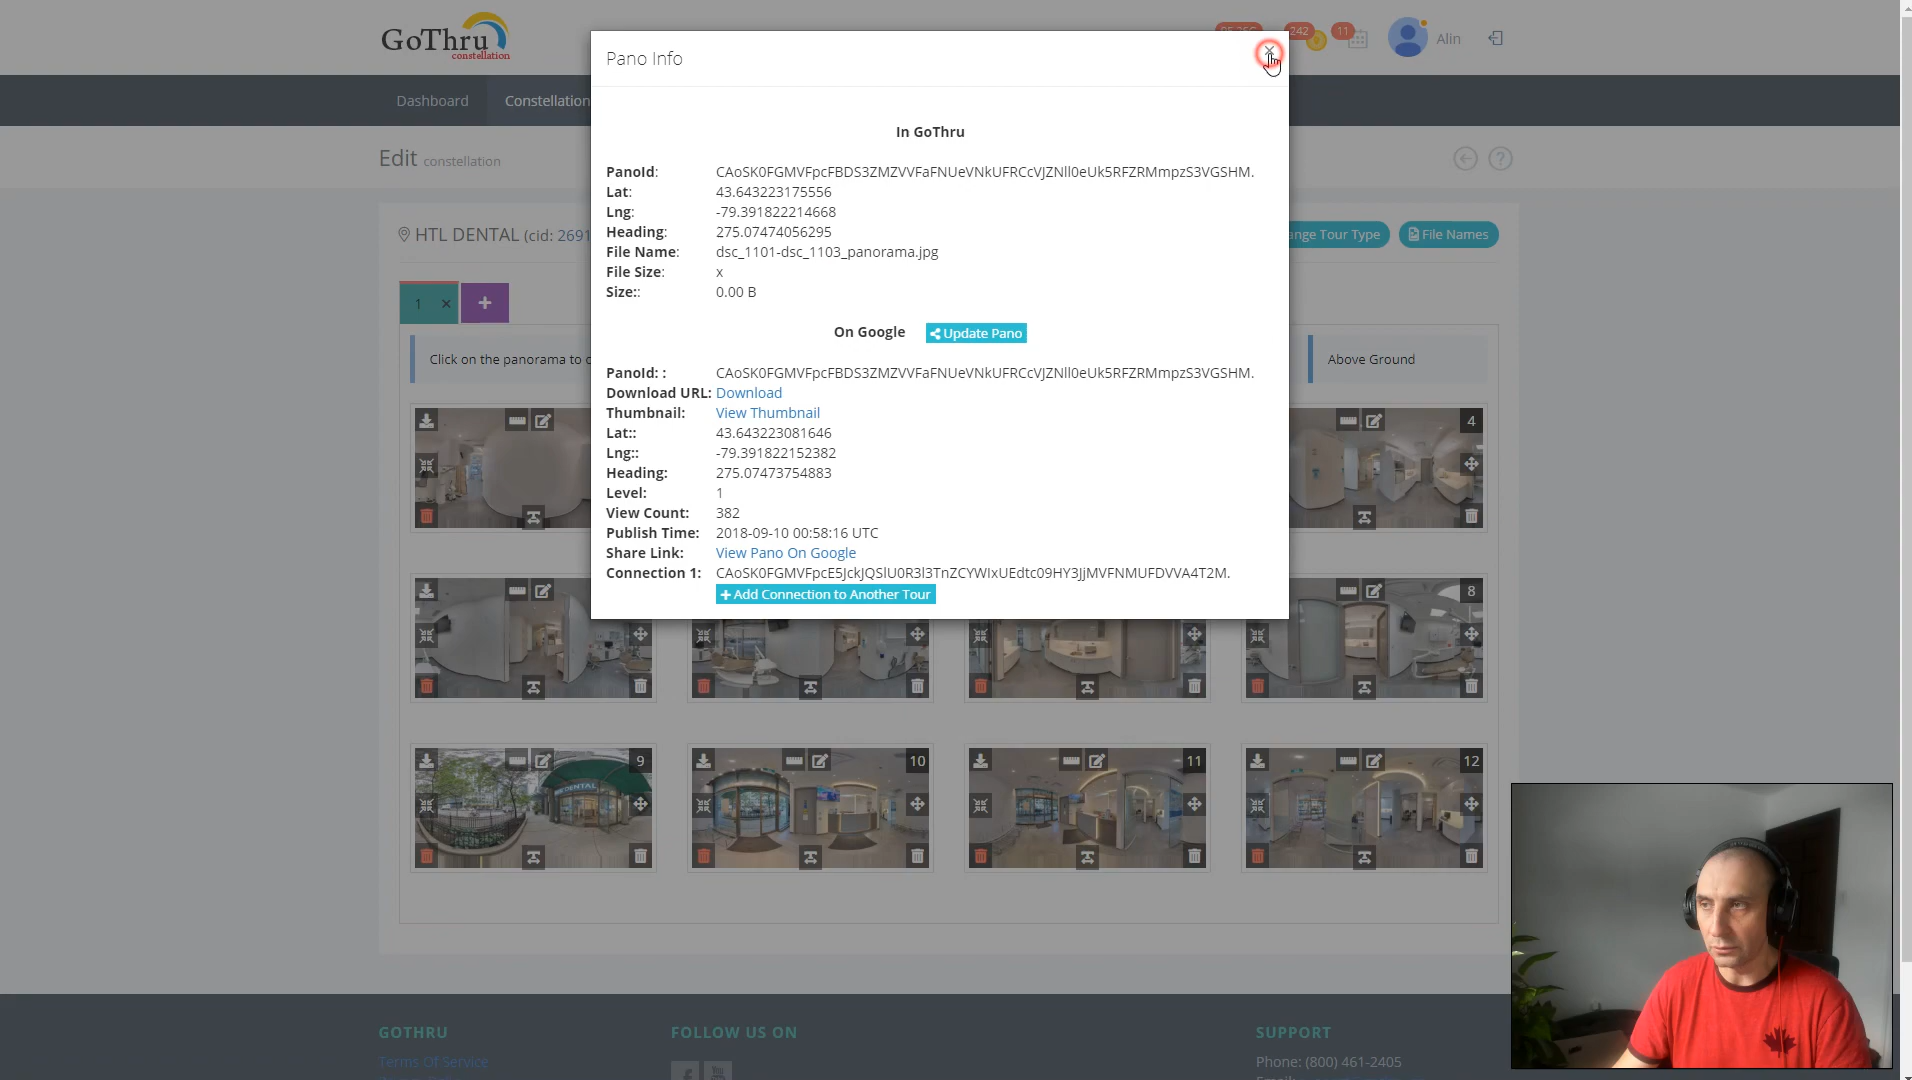 GoThru
constellation
242
11
Alin
Dashboard
Constellation
Edit constellation
Pano Info
In GoThru
PanoId: CAoSK0FGMVFpcFBDS3ZMZVVFaFNUeVNkUFRCcVJZNll0eUk5RFZRMmpzS3VGSHM.
Lat: 43.643223175556
Lng: -79.391822214668
Heading: 275.07474056295
File Name: dsc_1101-dsc_1103_panorama.jpg
File Size: x
Size:: 0.00 B
On Google Update Pano
PanoId: : CAoSK0FGMVFpcFBDS3ZMZVVFaFNUeVNkUFRCcVJZNll0eUk5RFZRMmpzS3VGSHM.
Download URL: Download
Thumbnail: View Thumbnail
Lat:: 43.643223081646
Lng:: -79.391822152382
Heading: 275.07473754883
Level: 1
View Count: 382
Publish Time: 2018-09-10 00:58:16 UTC
Share Link: View Pano On Google
Connection 1: CAoSK0FGMVFpcE5JckJQSlU0R3l3TnZCYWIxUEdtc09HY3JjMVFNMUFDVVA4T2M.
+ Add Connection to Another Tour
HTL DENTAL (cid: 2691
ange Tour Type
File Names
1 × +
Click on the panorama to
Above Ground
4
8
9
DENTAL
10
11
12
GOTHRU
FOLLOW US ON
SUPPORT
Terms Of Service
Phone: (800) 461-2405